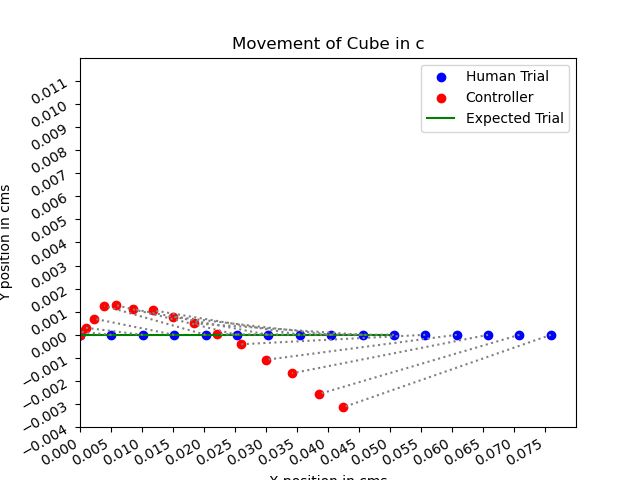 Movement of Cube in c
Human Trial
Controller
Expected Trial
Y position in cms
0.011
0.010
0.009
0.008
0.007
0.006
0.005
0.004
0.003
0.002
0.001
0.000
−0.001
−0.002
−0.003
−0.004
0.000 0.005 0.010 0.015 0.020 0.025 0.030 0.035 0.040 0.045 0.050 0.055 0.060 0.065 0.070 0.075
X position in cms